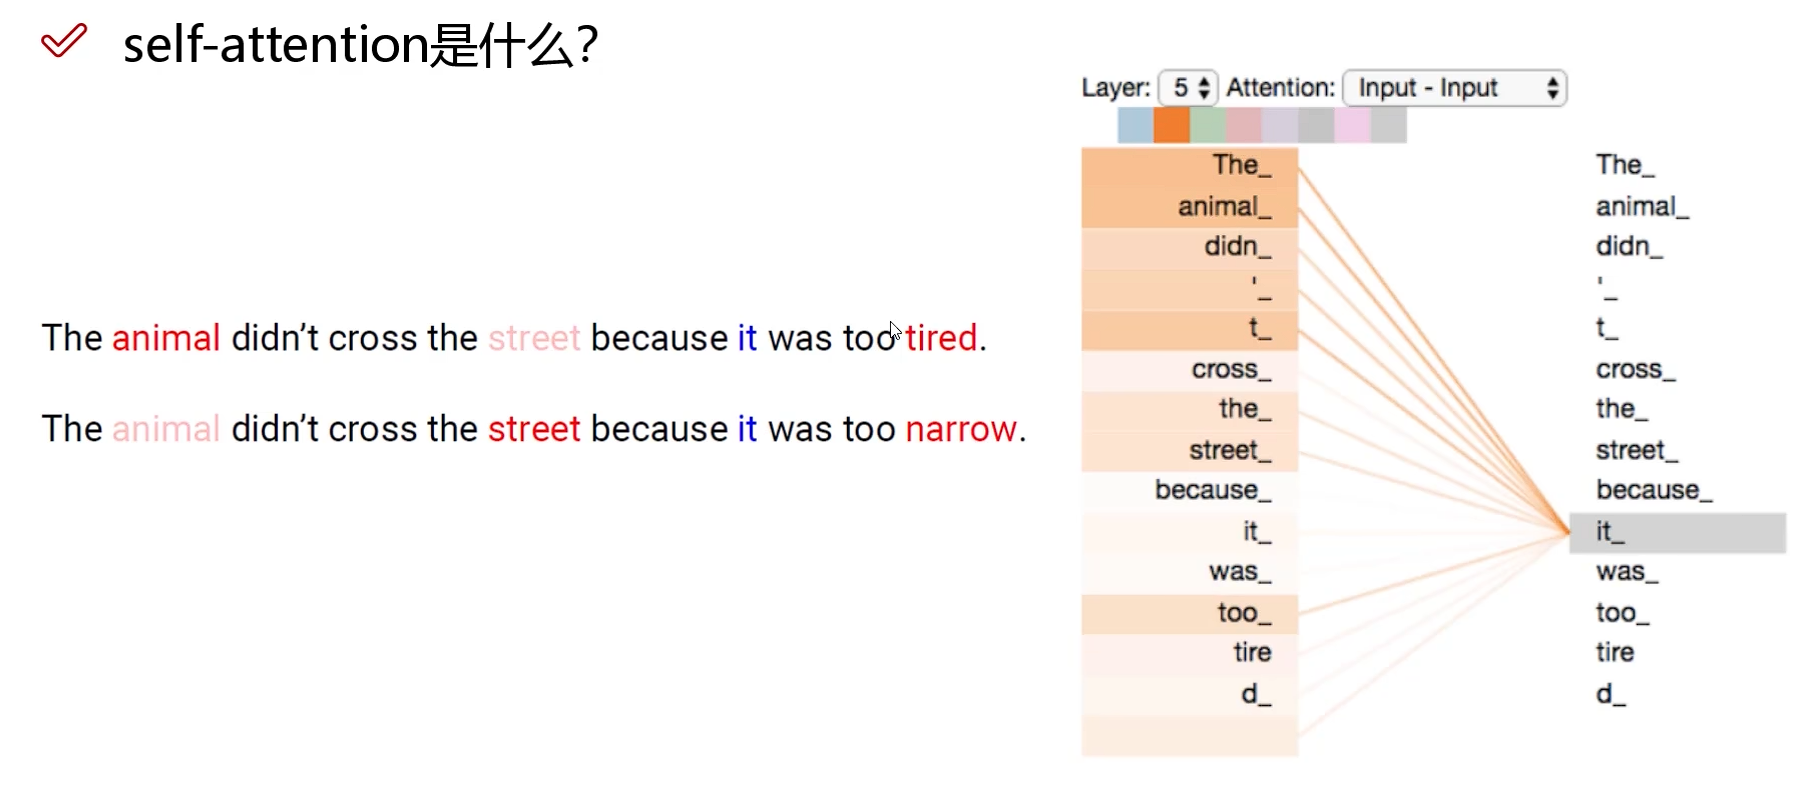 self-attention是什么？
The animal didn’t cross the street because it was too tired.
The animal didn’t cross the street because it was too narrow.
Layer: 5 Attention: Input - Input
The_ The_
animal_ animal_
didn_ didn_
'_ '_
t_ t_
cross_ cross_
the_ the_
street_ street_
because_ because_
it_ it_
was_ was_
too_ too_
tire tire
d_ d_